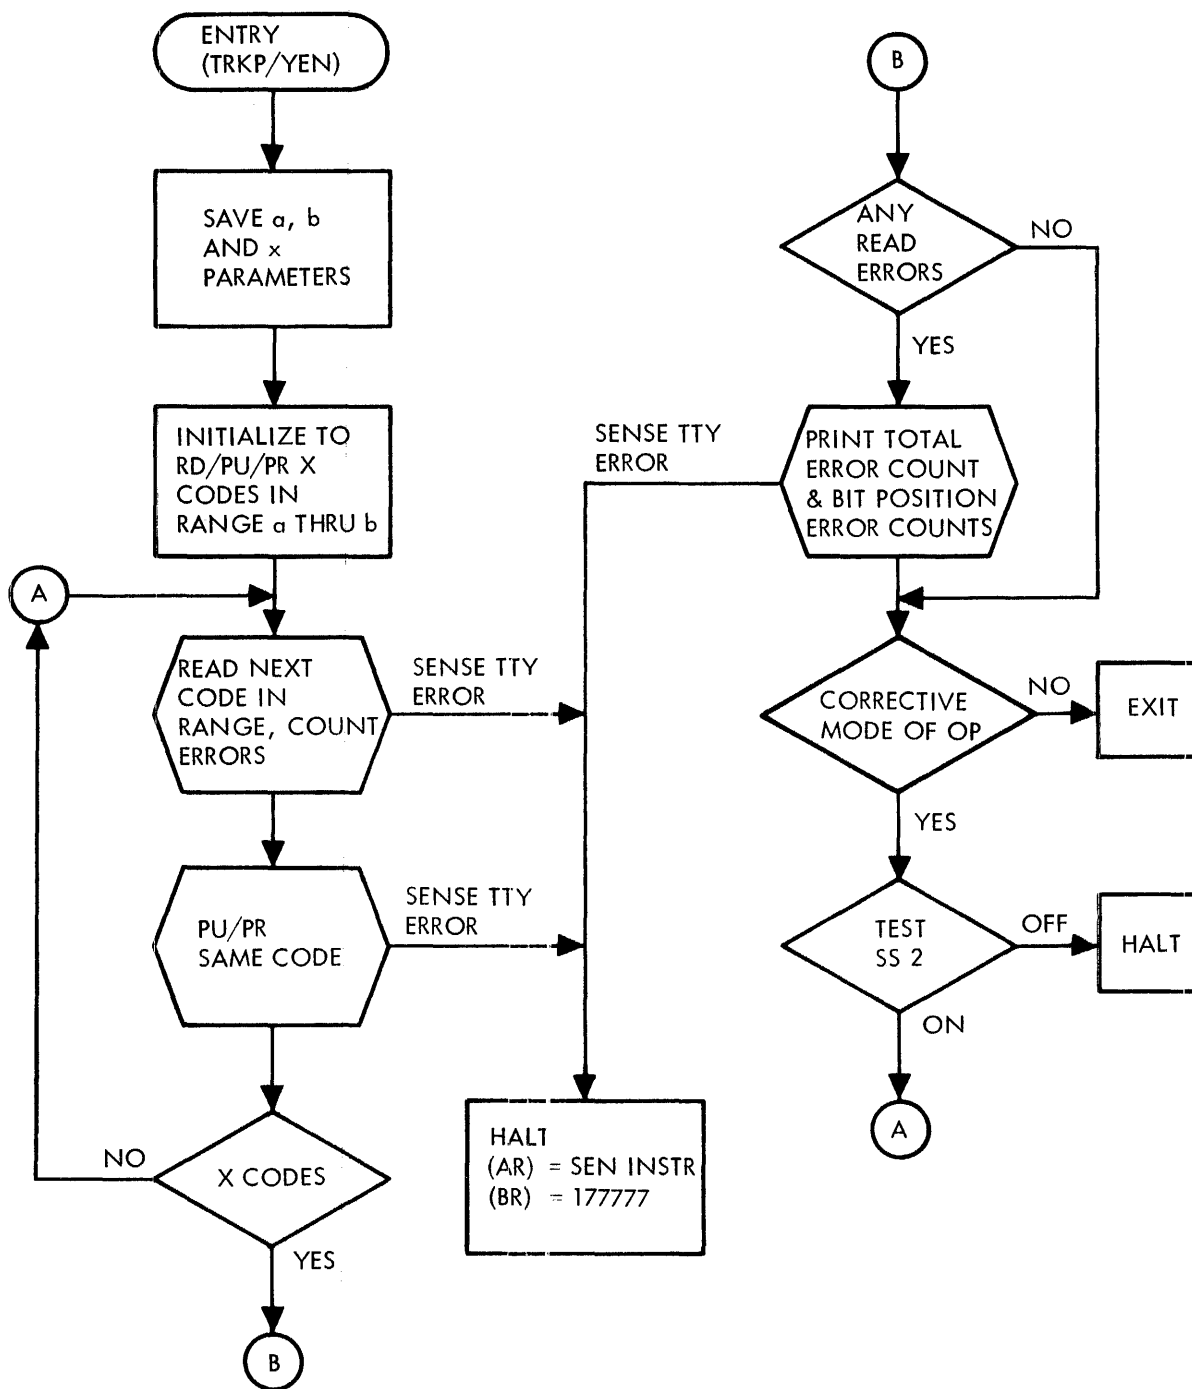 ENTRY
(TRKP/YEN)
SAVE a, b
AND x
PARAMETERS
INITIALIZE TO
RD/PU/PR X
CODES IN
RANGE a THRU b
A
READ NEXT
CODE IN
RANGE, COUNT
ERRORS
SENSE TTY
ERROR
PU/PR
SAME CODE
SENSE TTY
ERROR
X CODES
NO
YES
B
HALT
(AR) = SEN INSTR
(BR) = 177777
B
ANY
READ
ERRORS
NO
YES
SENSE TTY
ERROR
PRINT TOTAL
ERROR COUNT
& BIT POSITION
ERROR COUNTS
CORRECTIVE
MODE OF OP
NO
EXIT
YES
TEST
SS 2
OFF
HALT
ON
A